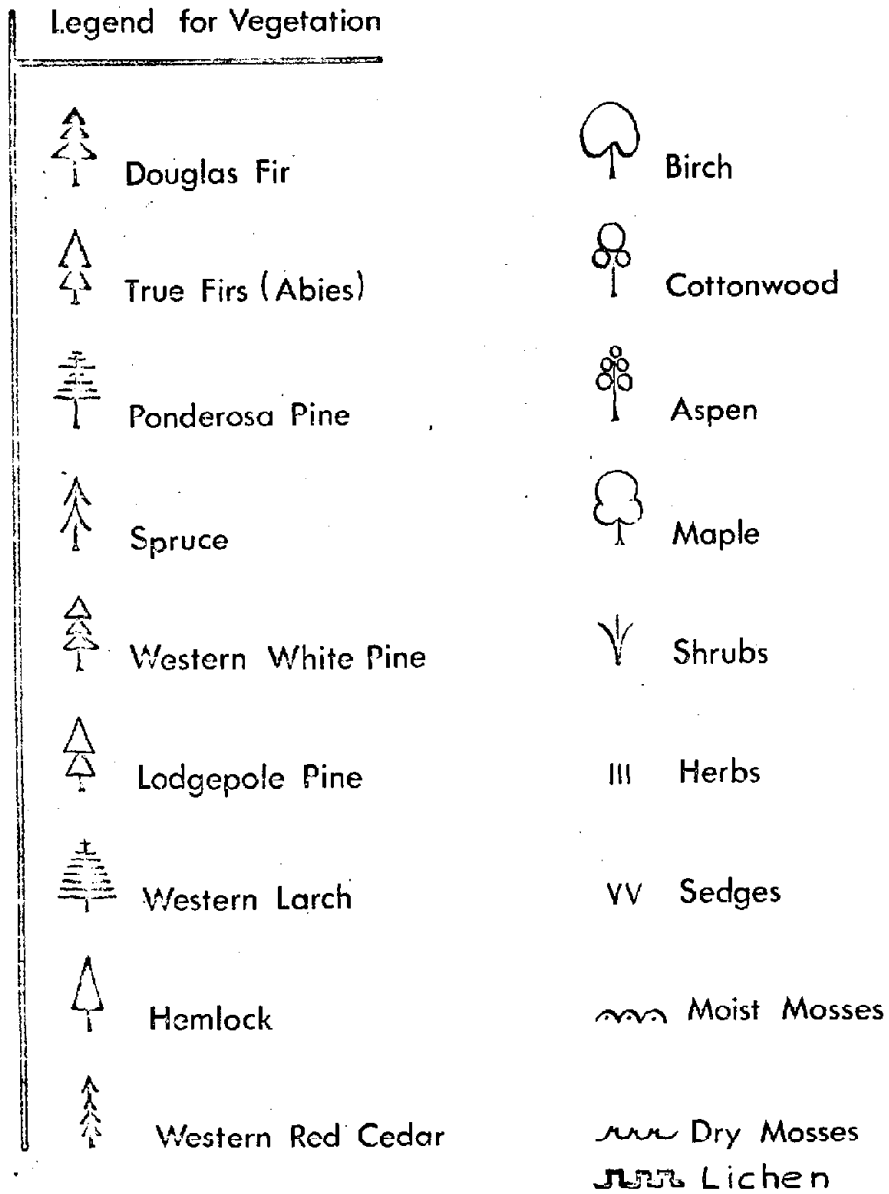 Legend for Vegetation
Douglas Fir
True Firs (Abies)
Ponderosa Pine
Spruce
Western White Pine
Lodgepole Pine
Western Larch
Hemlock
Western Red Cedar
Birch
Cottonwood
Aspen
Maple
Shrubs
Herbs
Sedges
Moist Mosses
Dry Mosses
Lichen